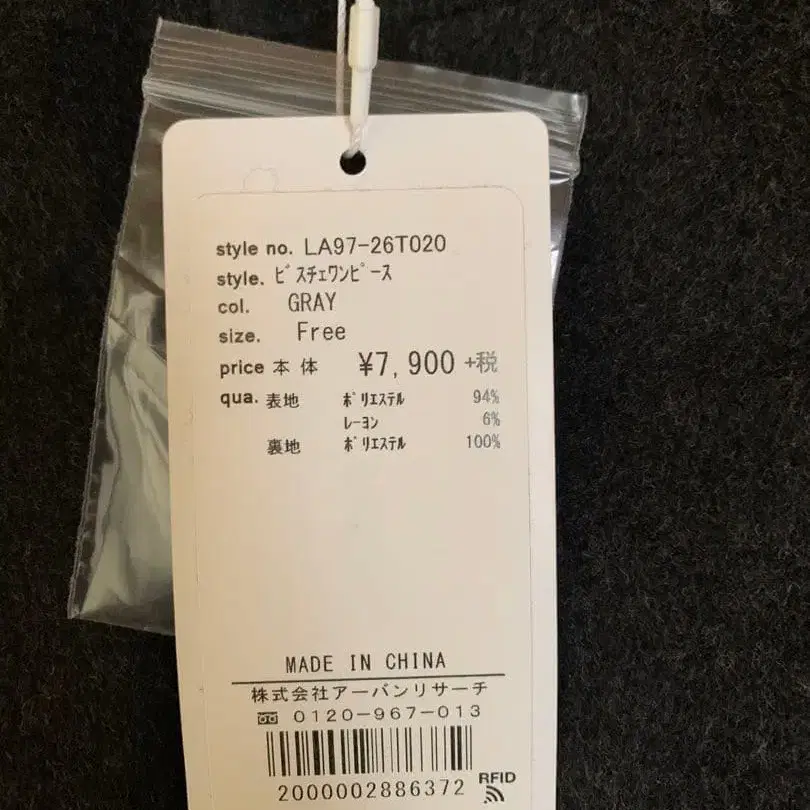 style no. LA97-26T020
style. ﾋﾞｽﾁｪﾜﾝﾋﾟｰｽ
col. GRAY
size. Free
price 本体 ¥7,900 +税
qua. 表地 ﾎﾟﾘｴｽﾃﾙ 94%
ﾚｰﾖﾝ 6%
裏地 ﾎﾟﾘｴｽﾃﾙ 100%
MADE IN CHINA
株式会社アーバンリサーチ
0120-967-013
2000002886372
RFID